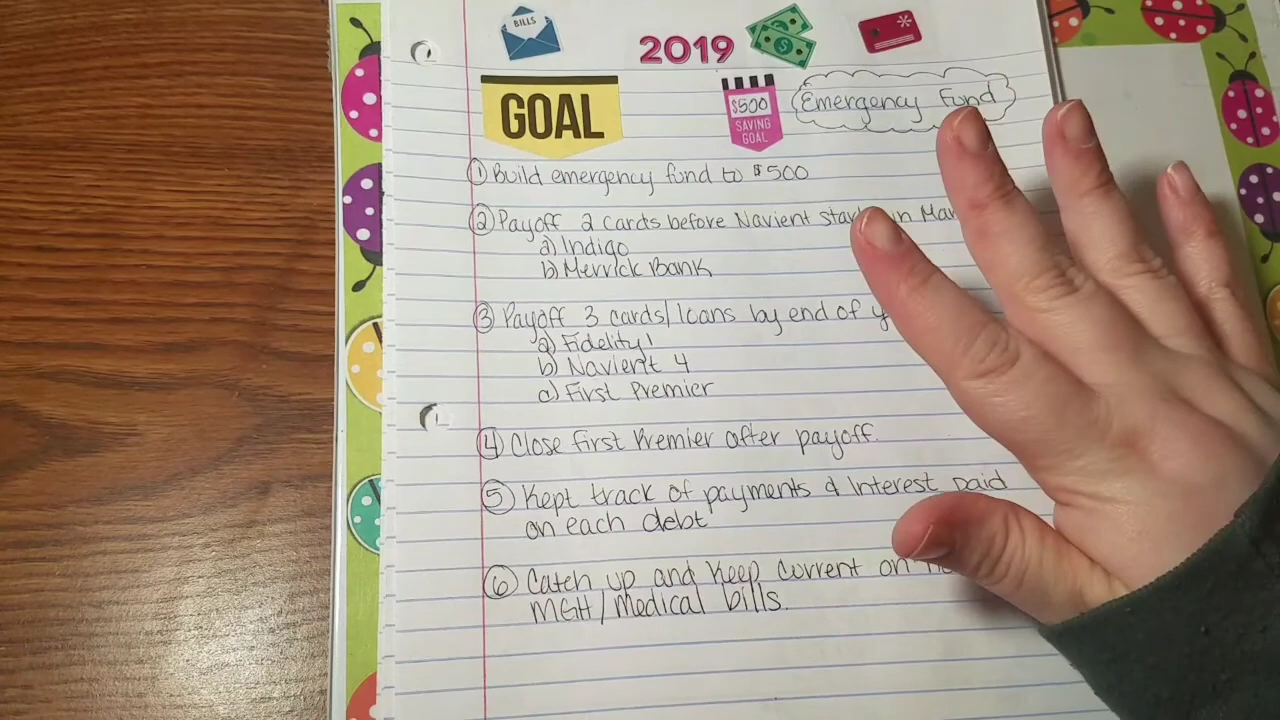 BILLS
2019
GOAL
$500
SAVING
GOAL
Emergency Fund
① Build emergency fund to $500
② Payoff 2 cards before Navient in
a) Indigo
b) Merrick Bank
③ Payoff 3 cards/loans by end of
a) Fidelity 1
b) Navient 4
c) First Premier
④ Close First Premier after payoff.
⑤ Kept track of payments & Interest paid
on each debt
⑥ Catch up and keep current on
MGH/Medical bills.